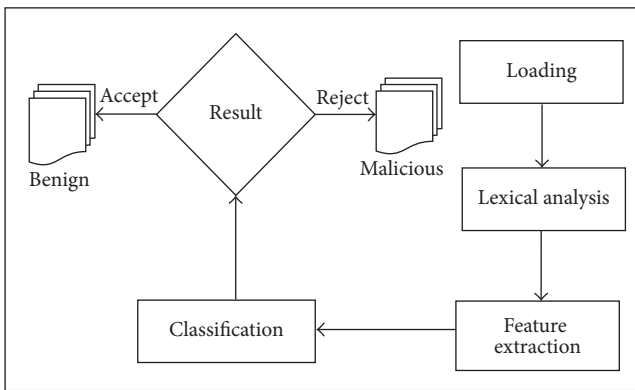 Accept
Result
Reject
Benign
Malicious
Loading
Lexical analysis
Feature
extraction
Classification